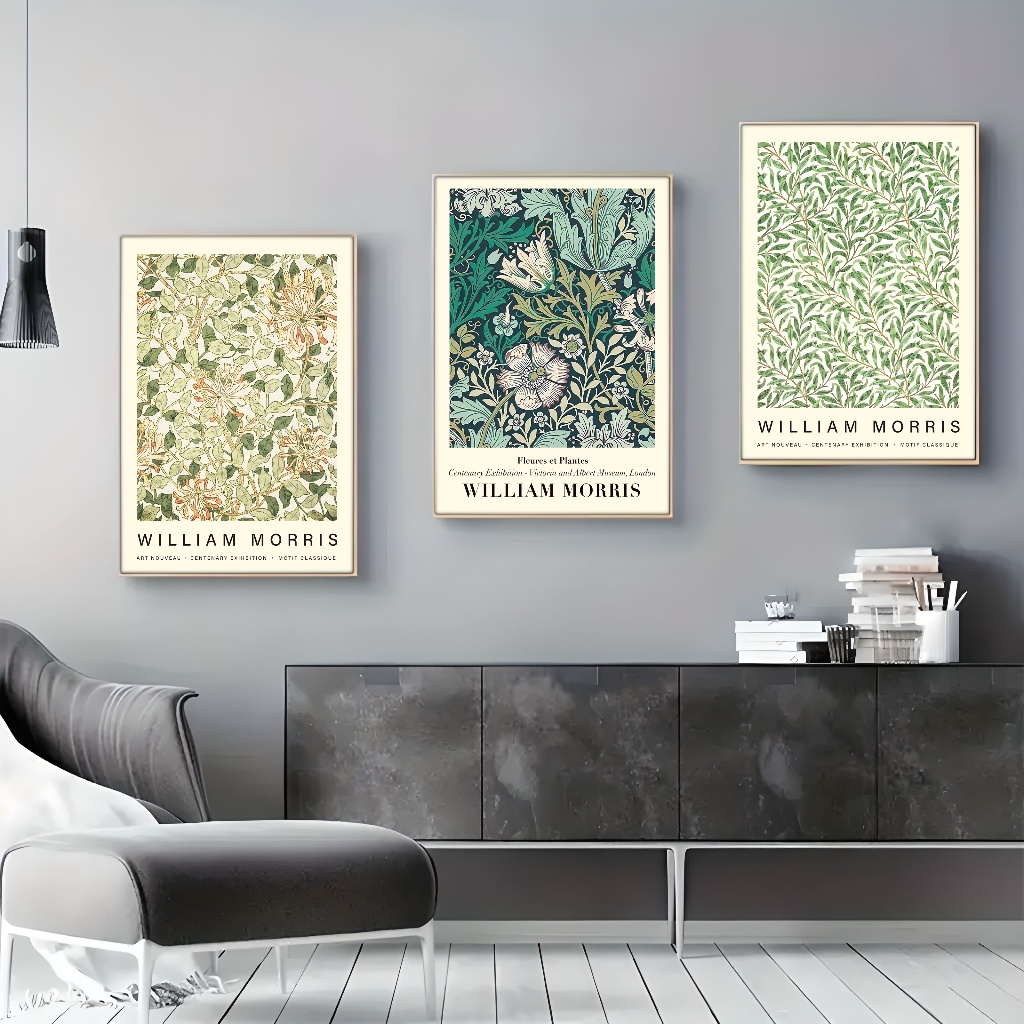 WILLIAM MORRIS
ART NOUVEAU • CENTENARY EXHIBITION • MOTIF CLASSIQUE
Fleures et Plantes
Centenary Exhibition - Victoria and Albert Museum, London
WILLIAM MORRIS
WILLIAM MORRIS
ART NOUVEAU • CENTENARY EXHIBITION • MOTIF CLASSIQUE